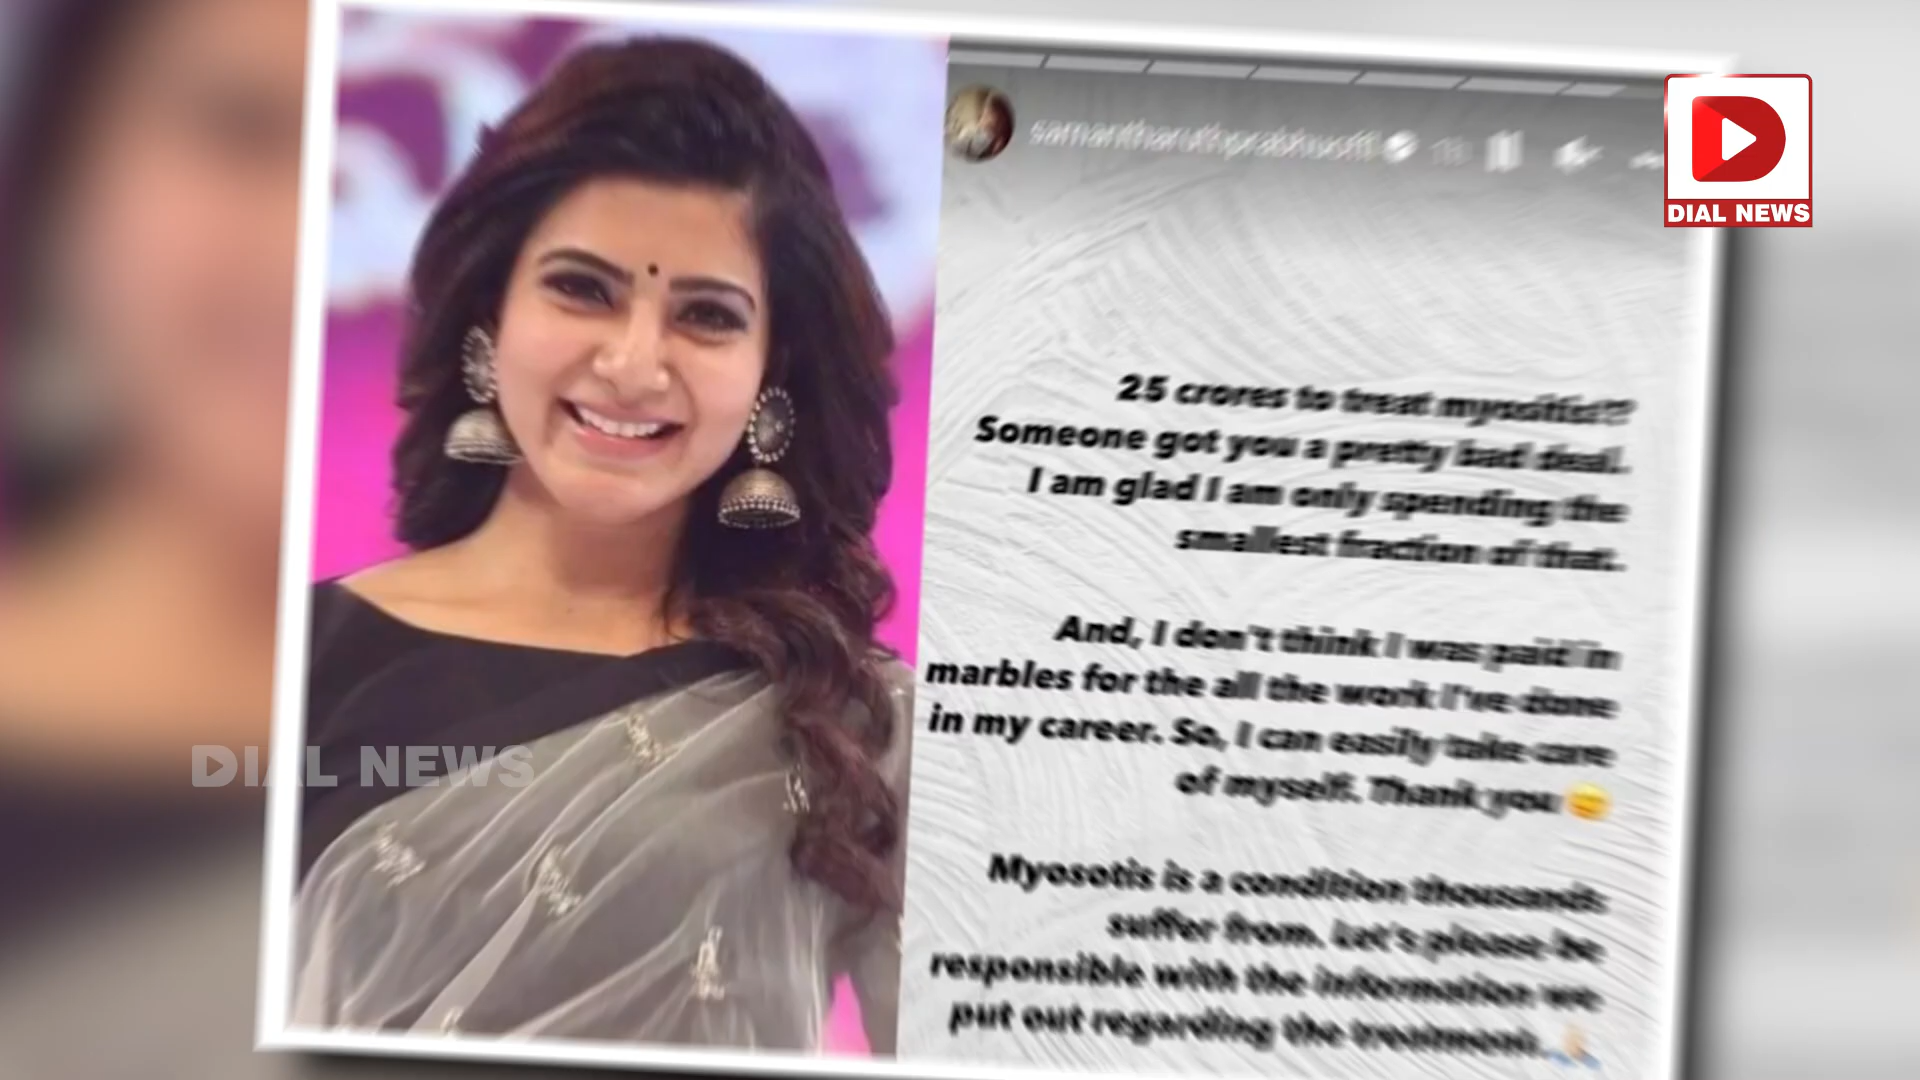 samantharuthprabhuoffl
DIAL NEWS
25 crores to treat myositis!?
Someone got you a pretty bad deal.
I am glad I am only spending the
smallest fraction of that.
And, I don't think I was paid in
marbles for the all the work I've done
in my career. So, I can easily take care
of myself. Thank you
Myosotis is a condition thousands
suffer from. Let's please be
responsible with the information we
put out regarding the treatment.
DIAL NEWS